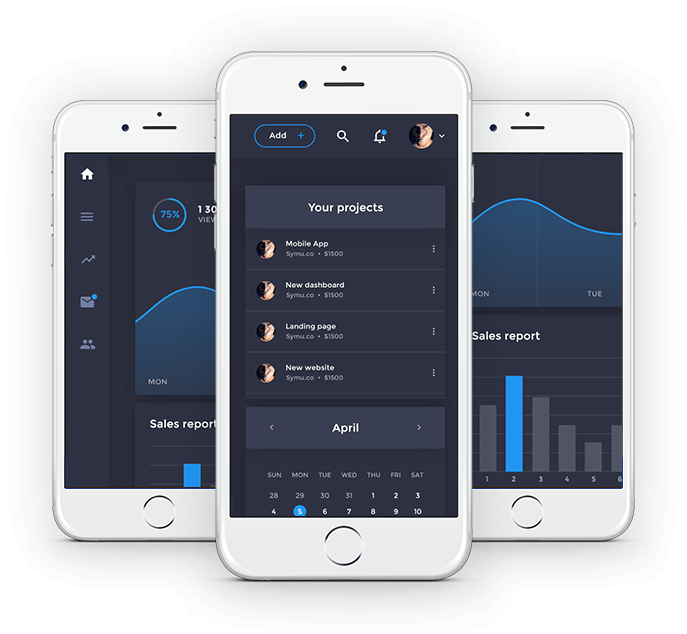 75%
1 30
VIEW
MON
Sales report
Add +
Your projects
Mobile App
Symu.co • $1500
New dashboard
Symu.co • $1500
Landing page
Symu.co • $1500
New website
Symu.co • $1500
April
SUN MON TUE WED THU FRI SAT
28 29 30 31 1 2 3
4 5 6 7 8 9 10
MON TUE
Sales report
1 2 3 4 5 6